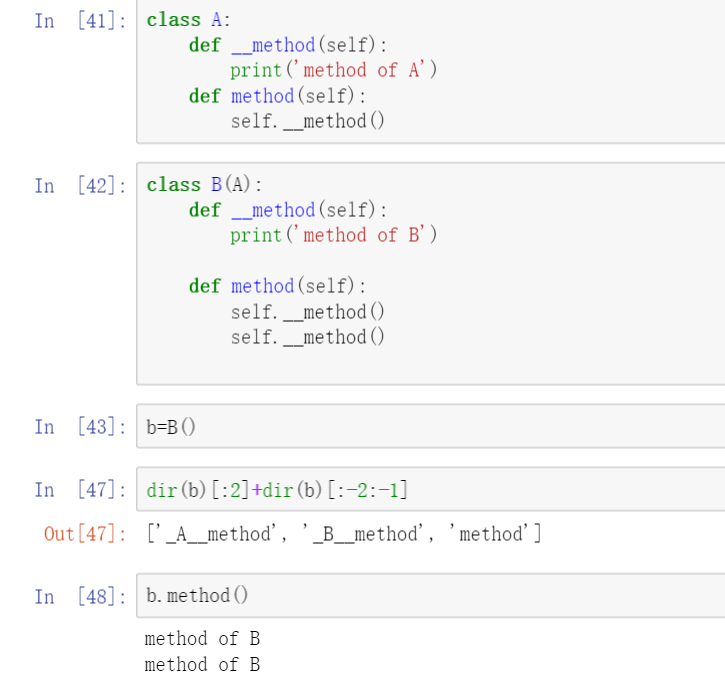 In [41]: class A:
    def __method(self):
        print('method of A')
    def method(self):
        self.__method()
In [42]: class B(A):
    def __method(self):
        print('method of B')
    def method(self):
        self.__method()
        self.__method()
In [43]: b=B()
In [47]: dir(b)[:2]+dir(b)[:-2:-1]
Out[47]: ['_A__method', '_B__method', 'method']
In [48]: b.method()
method of B
method of B